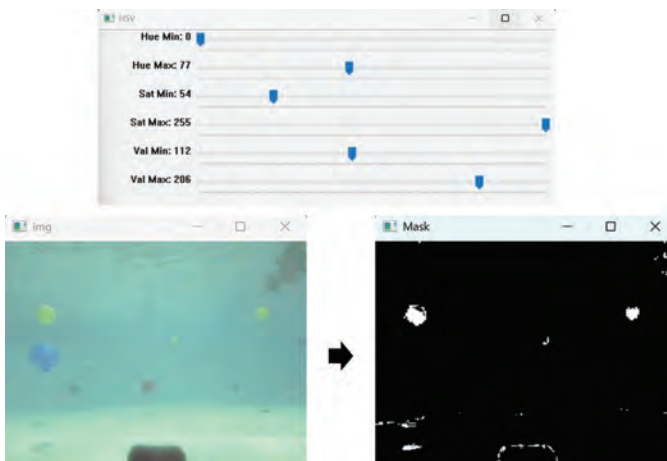 HSV
Hue Min: 0
Hue Max: 77
Sat Min: 54
Sat Max: 255
Val Min: 112
Val Max: 206
img
Mask